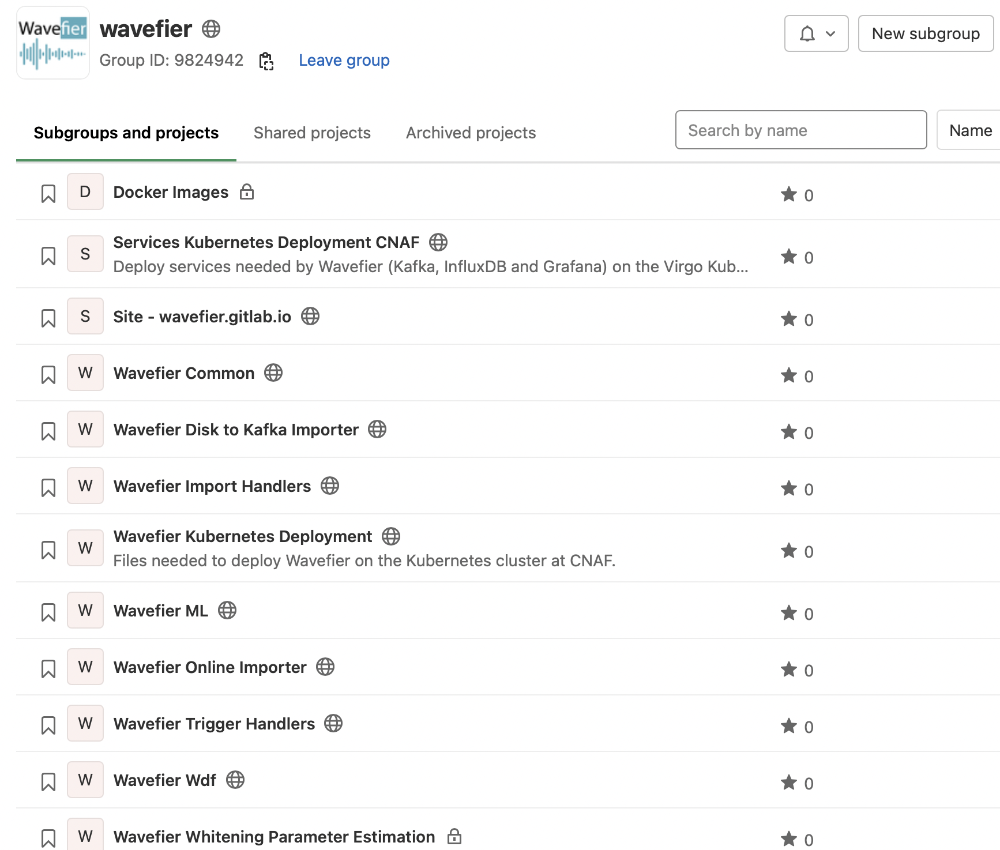 Wavefier
wavefier
Group ID: 9824942
Leave group
New subgroup
Subgroups and projects
Shared projects
Archived projects
Search by name
Name
D
Docker Images
0
S
Services Kubernetes Deployment CNAF
Deploy services needed by Wavefier (Kafka, InfluxDB and Grafana) on the Virgo Kub...
0
S
Site - wavefier.gitlab.io
0
W
Wavefier Common
0
W
Wavefier Disk to Kafka Importer
0
W
Wavefier Import Handlers
0
W
Wavefier Kubernetes Deployment
Files needed to deploy Wavefier on the Kubernetes cluster at CNAF.
0
W
Wavefier ML
0
W
Wavefier Online Importer
0
W
Wavefier Trigger Handlers
0
W
Wavefier Wdf
0
W
Wavefier Whitening Parameter Estimation
0